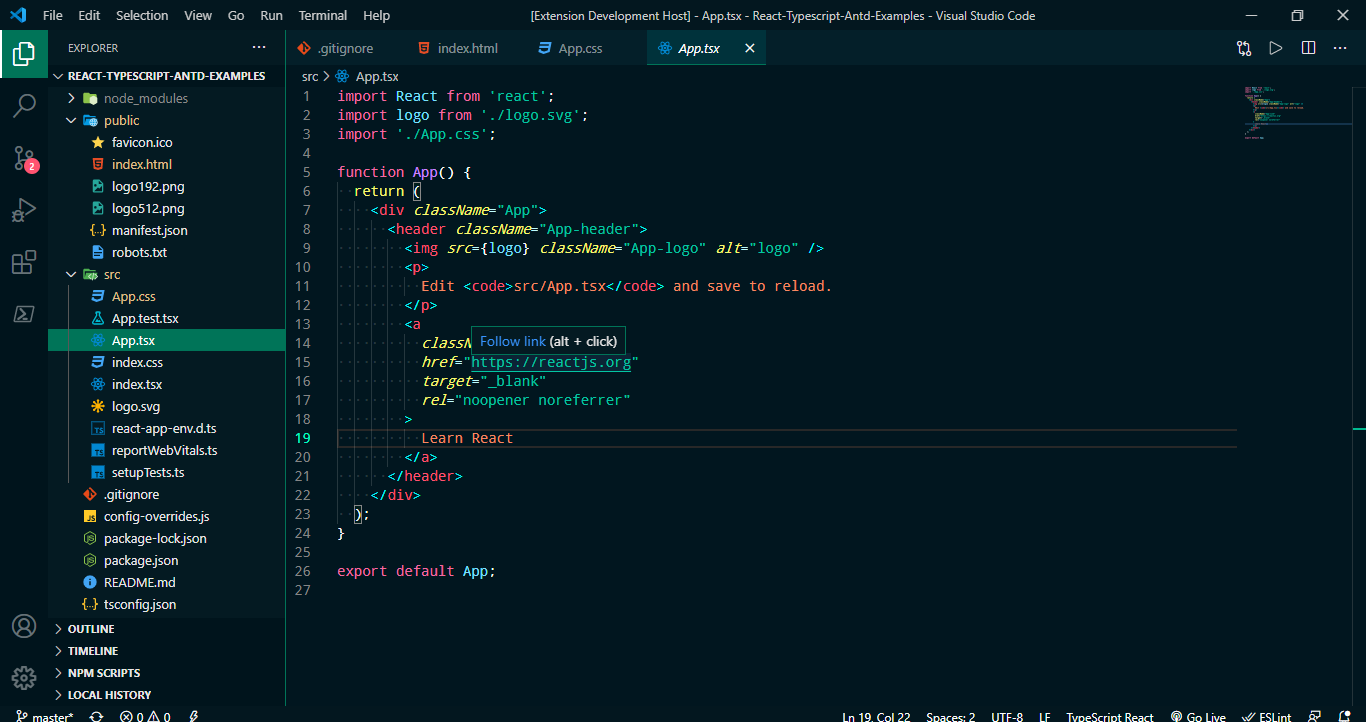 File Edit Selection View Go Run Terminal Help [Extension Development Host] - App.tsx - React-Typescript-Antd-Examples - Visual Studio Code
EXPLORER
REACT-TYPESCRIPT-ANTD-EXAMPLES
node_modules
public
favicon.ico
index.html
logo192.png
logo512.png
manifest.json
robots.txt
src
App.css
App.test.tsx
App.tsx
index.css
index.tsx
logo.svg
react-app-env.d.ts
reportWebVitals.ts
setupTests.ts
.gitignore
config-overrides.js
package-lock.json
package.json
README.md
tsconfig.json
OUTLINE
TIMELINE
NPM SCRIPTS
LOCAL HISTORY
2
.gitignore index.html App.css App.tsx
src > App.tsx
1 import React from 'react';
2 import logo from './logo.svg';
3 import './App.css';
4
5 function App() {
6 return (
7 <div className="App">
8 <header className="App-header">
9 <img src={logo} className="App-logo" alt="logo" />
10 <p>
11 Edit <code>src/App.tsx</code> and save to reload.
12 </p>
13 <a
14 classN
Follow link (alt + click)
15 href="https://reactjs.org"
16 target="_blank"
17 rel="noopener noreferrer"
18 >
19 Learn React
20 </a>
21 </header>
22 </div>
23 );
24 }
25
26 export default App;
27
master* 0 0 Ln 19, Col 22 Spaces: 2 UTF-8 LF TypeScript React Go Live ESLint